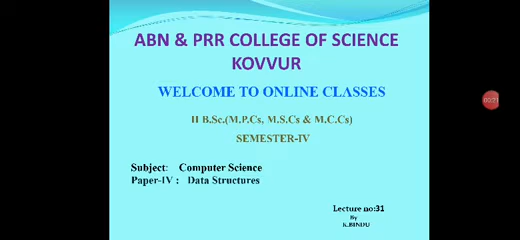 ABN & PRR COLLEGE OF SCIENCE
KOVVUR
WELCOME TO ONLINE CLASSES
II B.Sc.(M.P.Cs, M.S.Cs & M.C.Cs)
SEMESTER-IV
Subject: Computer Science
Paper-IV : Data Structures
Lecture no:31
By
K.BINDU